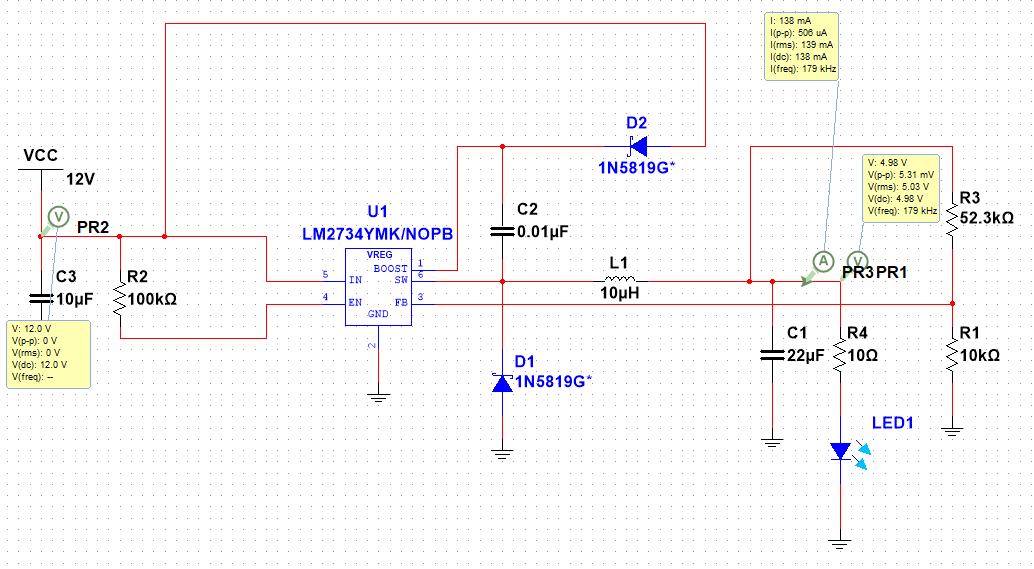 I: 138 mA
I(p-p): 506 uA
I(rms): 139 mA
I(dc): 138 mA
I(freq): 179 kHz
D2
1N5819G*
VCC
12V
V: 4.98 V
V(p-p): 5.31 mV
V(rms): 5.03 V
V(dc): 4.98 V
V(freq): 179 kHz
V
PR2
U1
LM2734YMK/NOPB
C2
0.01µF
R3
52.3kΩ
VREG
BOOST
1
5
IN
SW
6
4
EN
FB
3
GND
2
C3
10µF
R2
100kΩ
L1
10µH
A
V
PR3
PR1
V: 12.0 V
V(p-p): 0 V
V(rms): 0 V
V(dc): 12.0 V
V(freq): --
D1
1N5819G*
C1
22µF
R4
10Ω
R1
10kΩ
LED1